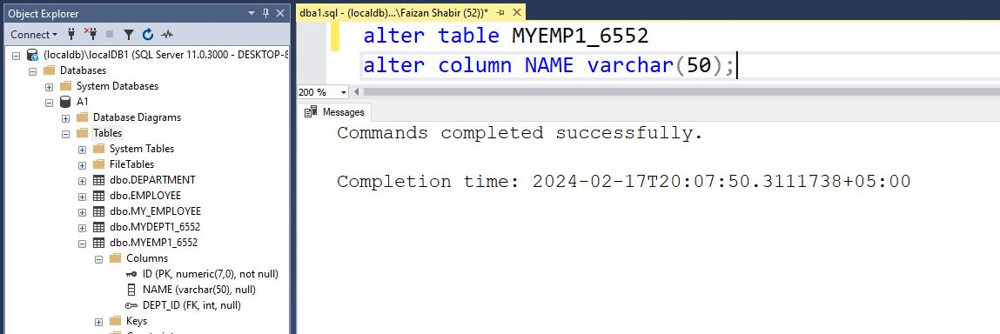 Object Explorer
Connect
(localdb)\localDB1 (SQL Server 11.0.3000 - DESKTOP-8
Databases
System Databases
A1
Database Diagrams
Tables
System Tables
FileTables
dbo.DEPARTMENT
dbo.EMPLOYEE
dbo.MY_EMPLOYEE
dbo.MYDEPT1_6552
dbo.MYEMP1_6552
Columns
ID (PK, numeric(7,0), not null)
NAME (varchar(50), null)
DEPT_ID (FK, int, null)
Keys
dba1.sql - (localdb)...\Faizan Shabir (52))*
alter table MYEMP1_6552
alter column NAME varchar(50);
200 %
Messages
Commands completed successfully.
Completion time: 2024-02-17T20:07:50.3111738+05:00